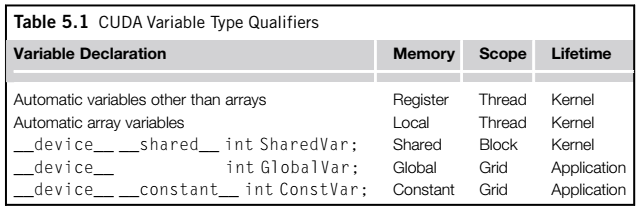 Table 5.1 CUDA Variable Type Qualifiers
Variable Declaration Memory Scope Lifetime
Automatic variables other than arrays Register Thread Kernel
Automatic array variables Local Thread Kernel
__device__ __shared__ int SharedVar; Shared Block Kernel
__device__ int GlobalVar; Global Grid Application
__device__ __constant__ int ConstVar; Constant Grid Application